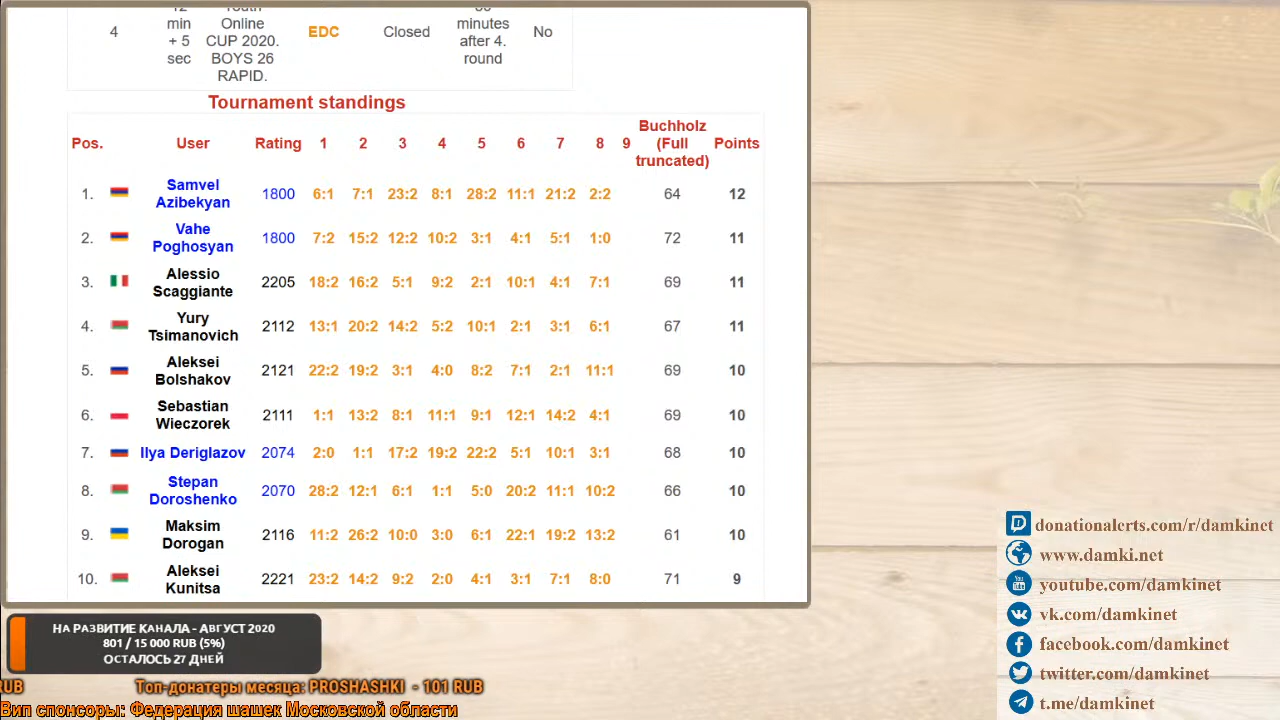 12
min
+ 5
sec
Youth
Online
CUP 2020.
BOYS 26
RAPID.
4
EDC
Closed
minutes
after 4.
round
No
Tournament standings
Pos. User Rating 1 2 3 4 5 6 7 8 9 Buchholz (Full truncated) Points
1. Samvel Azibekyan 1800 6:1 7:1 23:2 8:1 28:2 11:1 21:2 2:2 64 12
2. Vahe Poghosyan 1800 7:2 15:2 12:2 10:2 3:1 4:1 5:1 1:0 72 11
3. Alessio Scaggiante 2205 18:2 16:2 5:1 9:2 2:1 10:1 4:1 7:1 69 11
4. Yury Tsimanovich 2112 13:1 20:2 14:2 5:2 10:1 2:1 3:1 6:1 67 11
5. Aleksei Bolshakov 2121 22:2 19:2 3:1 4:0 8:2 7:1 2:1 11:1 69 10
6. Sebastian Wieczorek 2111 1:1 13:2 8:1 11:1 9:1 12:1 14:2 4:1 69 10
7. Ilya Deriglazov 2074 2:0 1:1 17:2 19:2 22:2 5:1 10:1 3:1 68 10
8. Stepan Doroshenko 2070 28:2 12:1 6:1 1:1 5:0 20:2 11:1 10:2 66 10
9. Maksim Dorogan 2116 11:2 26:2 10:0 3:0 6:1 22:1 19:2 13:2 61 10
10. Aleksei Kunitsa 2221 23:2 14:2 9:2 2:0 4:1 3:1 7:1 8:0 71 9
donationalerts.com/r/damkinet
www.damki.net
youtube.com/damkinet
vk.com/damkinet
facebook.com/damkinet
twitter.com/damkinet
t.me/damkinet
НА РАЗВИТИЕ КАНАЛА - АВГУСТ 2020
801 / 15 000 RUB (5%)
ОСТАЛОСЬ 27 ДНЕЙ
RUB Топ-донатеры месяца: PROSHASHKI - 101 RUB
Вип спонсоры: Федерация шашек Московской области